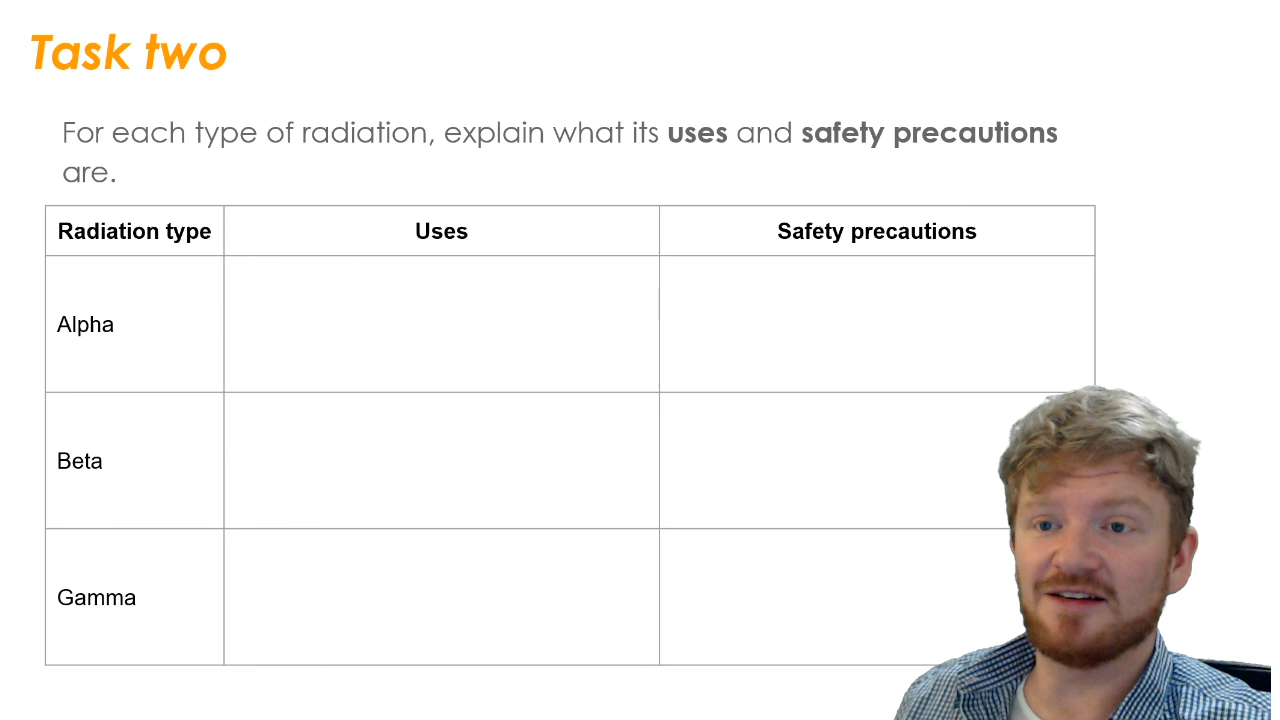 Task two
For each type of radiation, explain what its uses and safety precautions
are.
Radiation type Uses Safety precautions
Alpha
Beta
Gamma